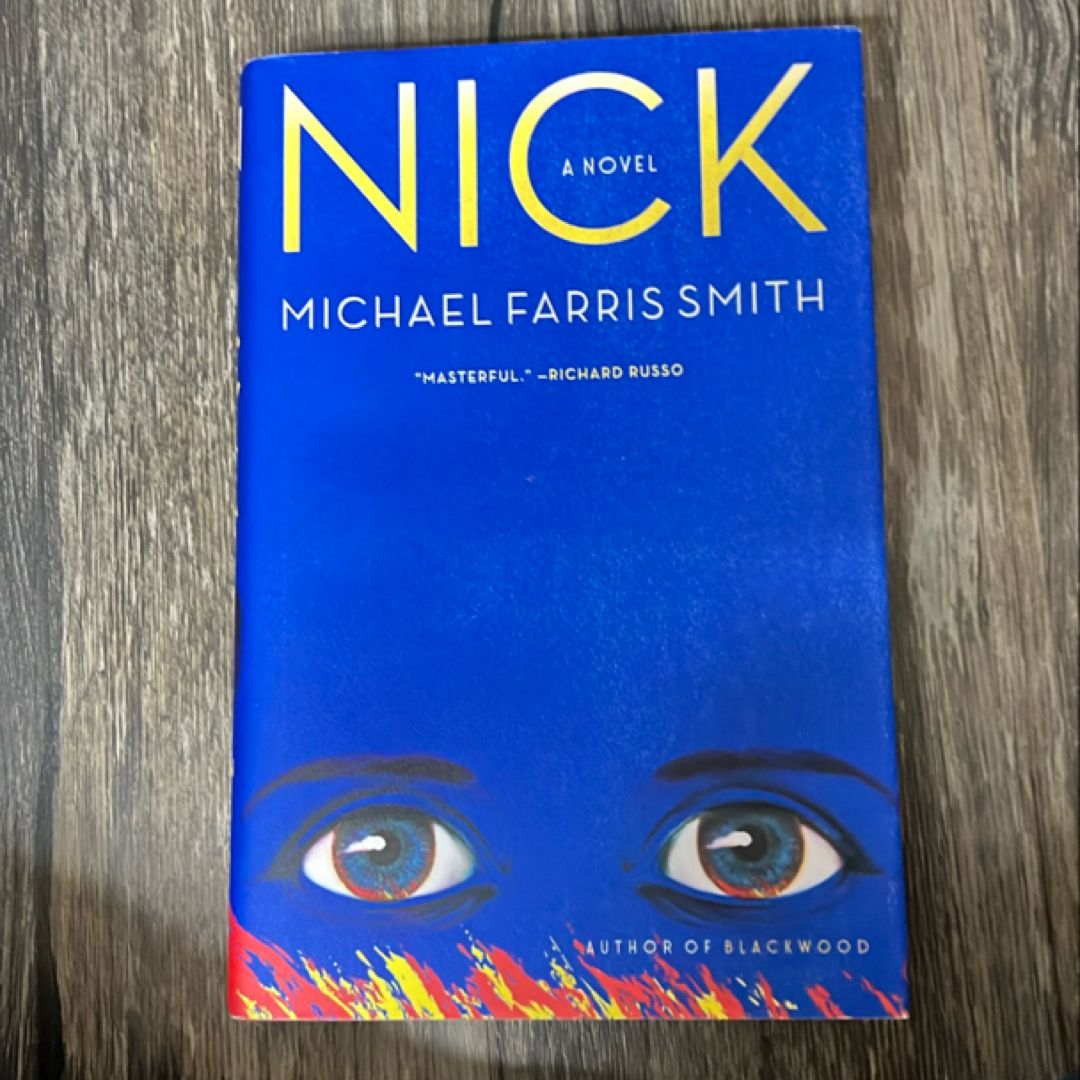 NICK
A NOVEL
MICHAEL FARRIS SMITH
"MASTERFUL." —RICHARD RUSSO
AUTHOR OF BLACKWOOD